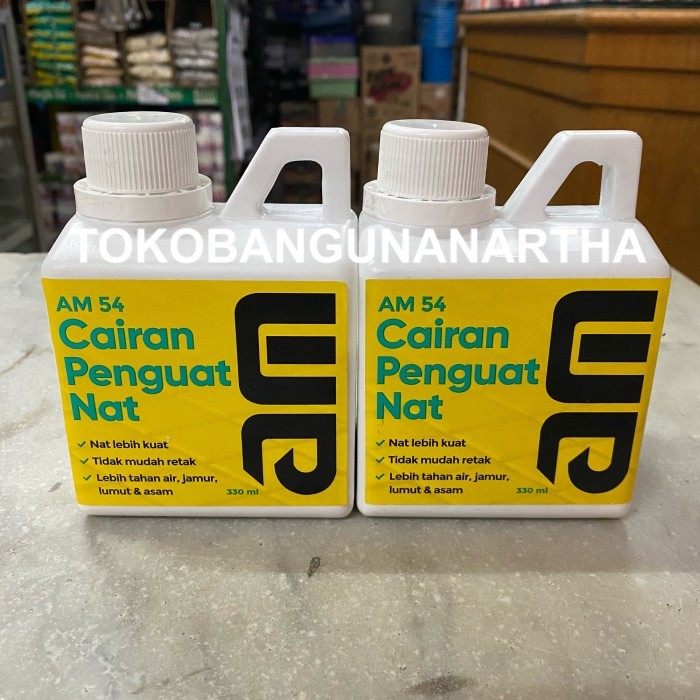 TOKOBANGUNANARTHA
AM 54
Cairan
Penguat
Nat
Nat lebih kuat
Tidak mudah retak
Lebih tahan air, jamur,
lumut & asam
330 ml
AM
AM 54
Cairan
Penguat
Nat
Nat lebih kuat
Tidak mudah retak
Lebih tahan air, jamur,
lumut & asam
330 ml
AM